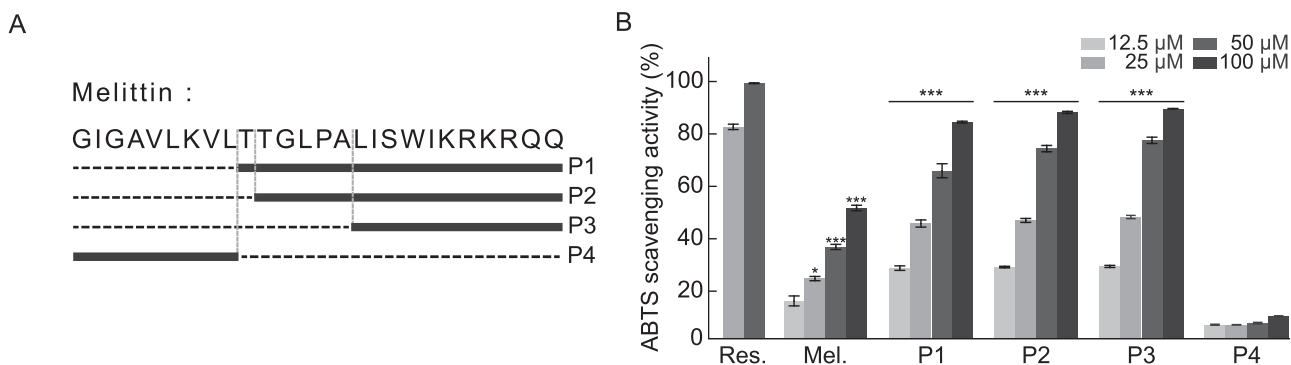 A
Melittin :
GIGAVLKVLTTGLPALISWIKRKRQQ
P1
P2
P3
P4
B
ABTS scavenging activity (%)
12.5 µM 50 µM
25 µM 100 µM
100
80
60
40
20
0
* *** ***
*** *** ***
Res. Mel. P1 P2 P3 P4